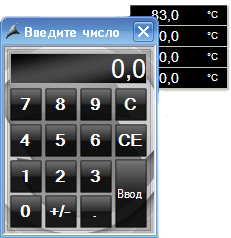 83,0 °C
Введите число
0,0 °C
0,0
,0 °C
7 8 9 C
0,0 °C
4 5 6 CE
1 2 3
Ввод
0 +/- .